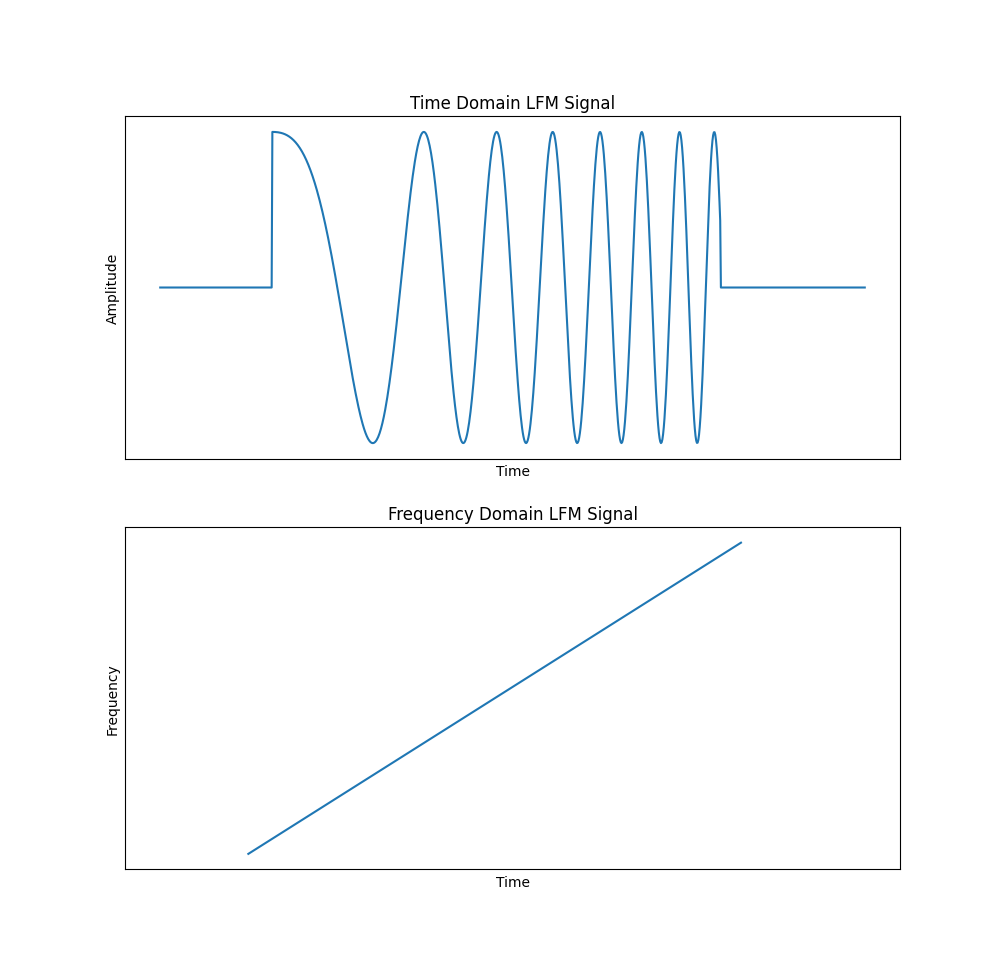 Time Domain LFM Signal
Amplitude
Time
Frequency Domain LFM Signal
Frequency
Time